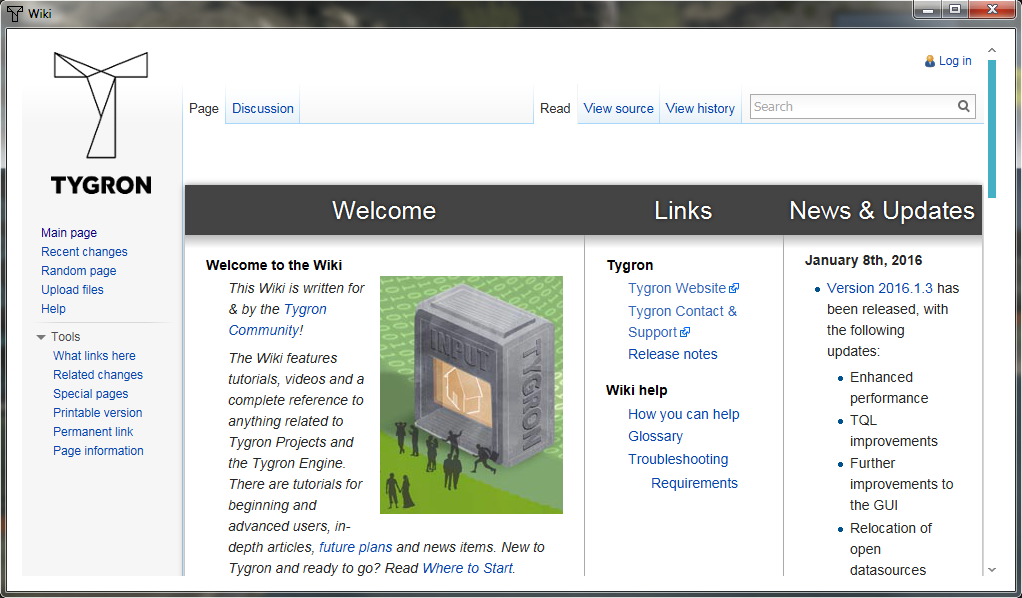 Wiki
Log in
Page
Discussion
Read
View source
View history
Search
TYGRON
Main page
Recent changes
Random page
Upload files
Help
Tools
What links here
Related changes
Special pages
Printable version
Permanent link
Page information
Welcome
Welcome to the Wiki
This Wiki is written for
& by the Tygron
Community!
The Wiki features
tutorials, videos and a
complete reference to
anything related to
Tygron Projects and
the Tygron Engine.
There are tutorials for
beginning and
advanced users, in-
depth articles, future plans and news items. New to
Tygron and ready to go? Read Where to Start.
INPUT
TYGRON
Links
Tygron
Tygron Website
Tygron Contact &
Support
Release notes
Wiki help
How you can help
Glossary
Troubleshooting
Requirements
News & Updates
January 8th, 2016
Version 2016.1.3 has
been released, with
the following
updates:
Enhanced
performance
TQL
improvements
Further
improvements to
the GUI
Relocation of
open
datasources